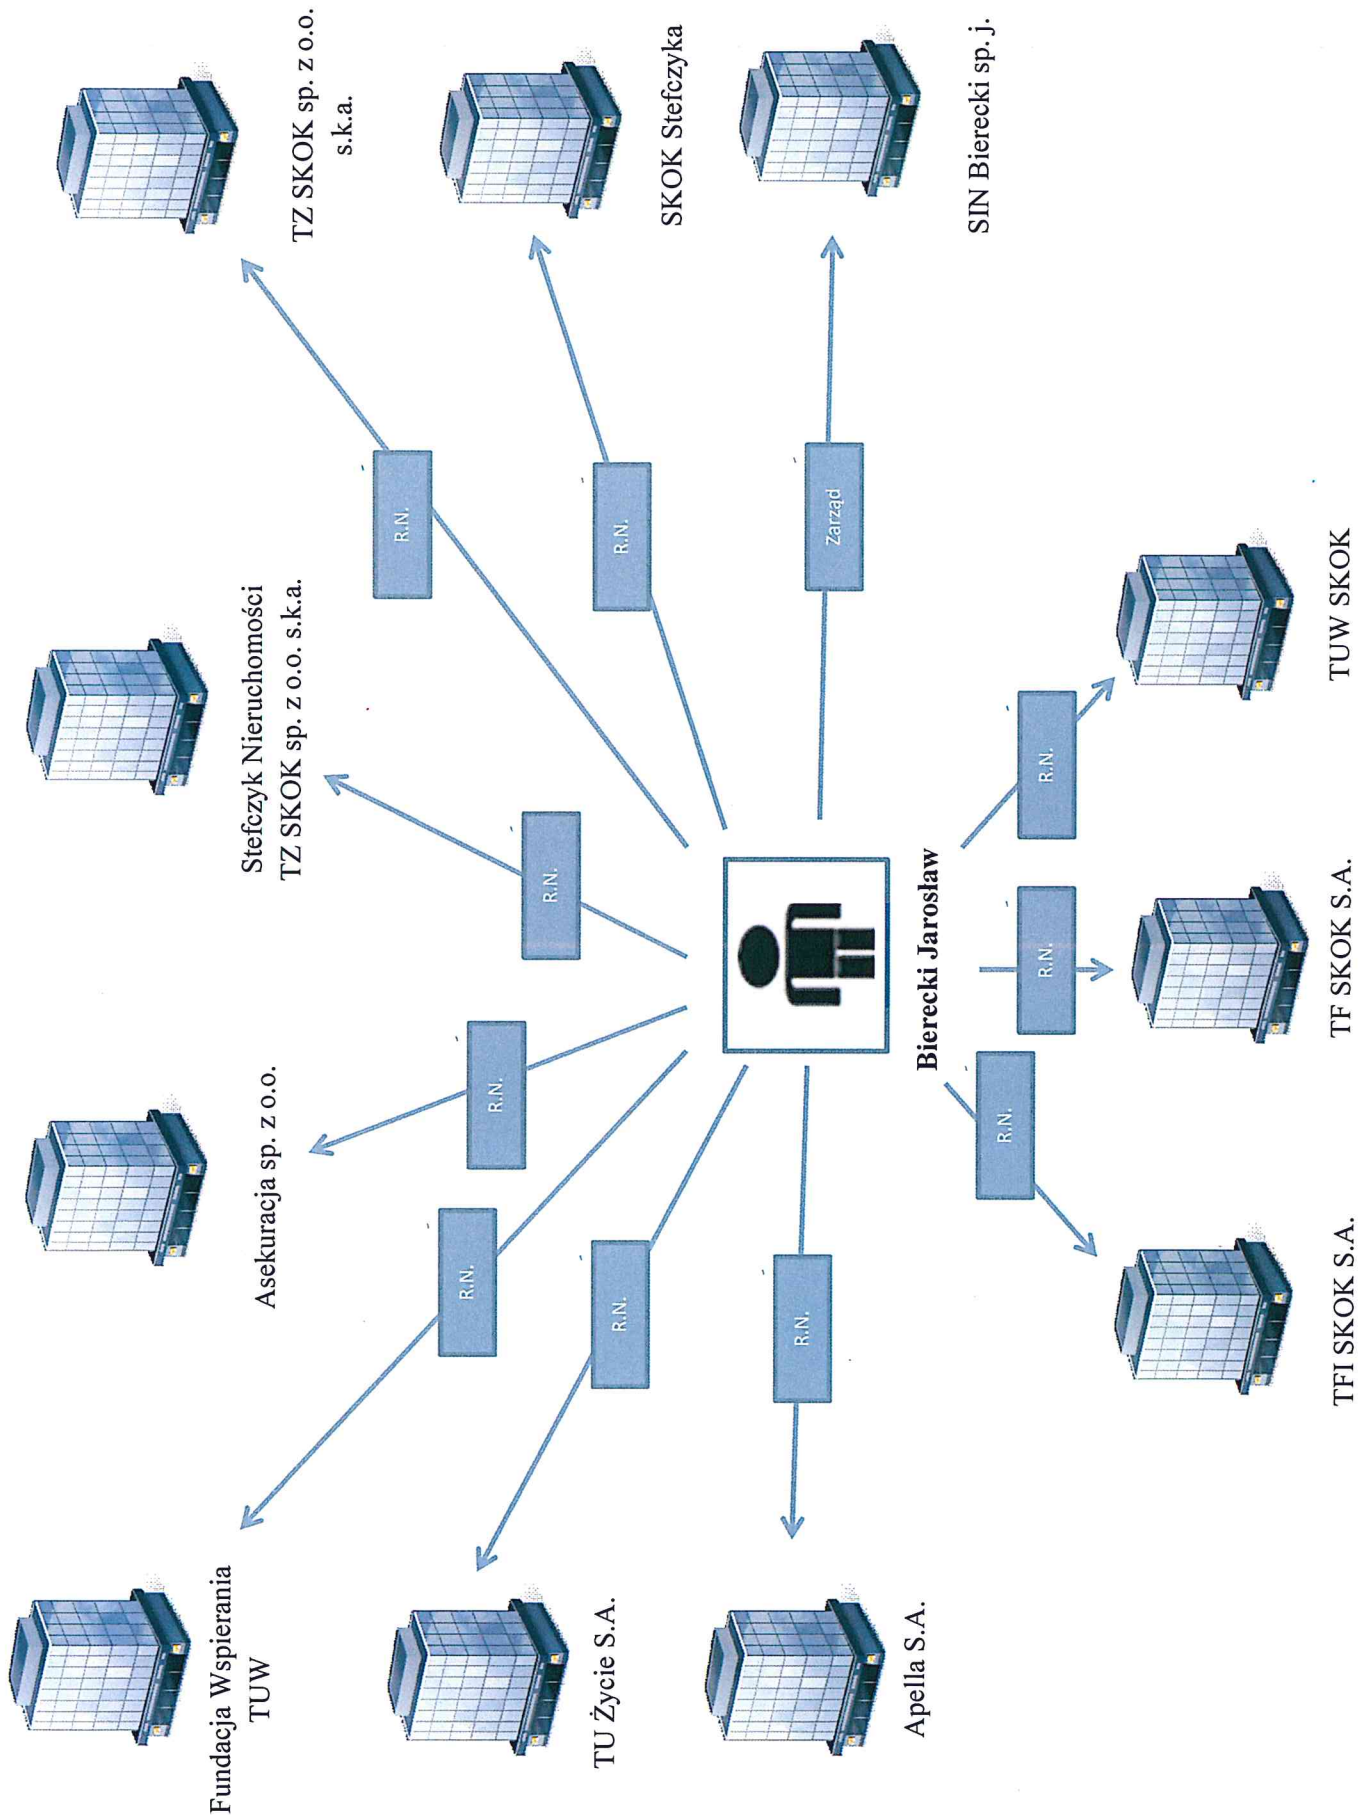 Fundacja Wspierania
TUW
Asekuracja sp. z o.o.
Stefczyk Nieruchomości
TZ SKOK sp. z o.o. s.k.a.
TZ SKOK sp. z o.o.
s.k.a.
R.N.
R.N.
R.N.
R.N.
TU Życie S.A.
R.N.
R.N.
SKOK Stefczyka
R.N.
Zarząd
Apella S.A.
Bierecki Jarosław
SIN Bierecki sp. j.
R.N.
R.N.
R.N.
TFI SKOK S.A.
TF SKOK S.A.
TUW SKOK